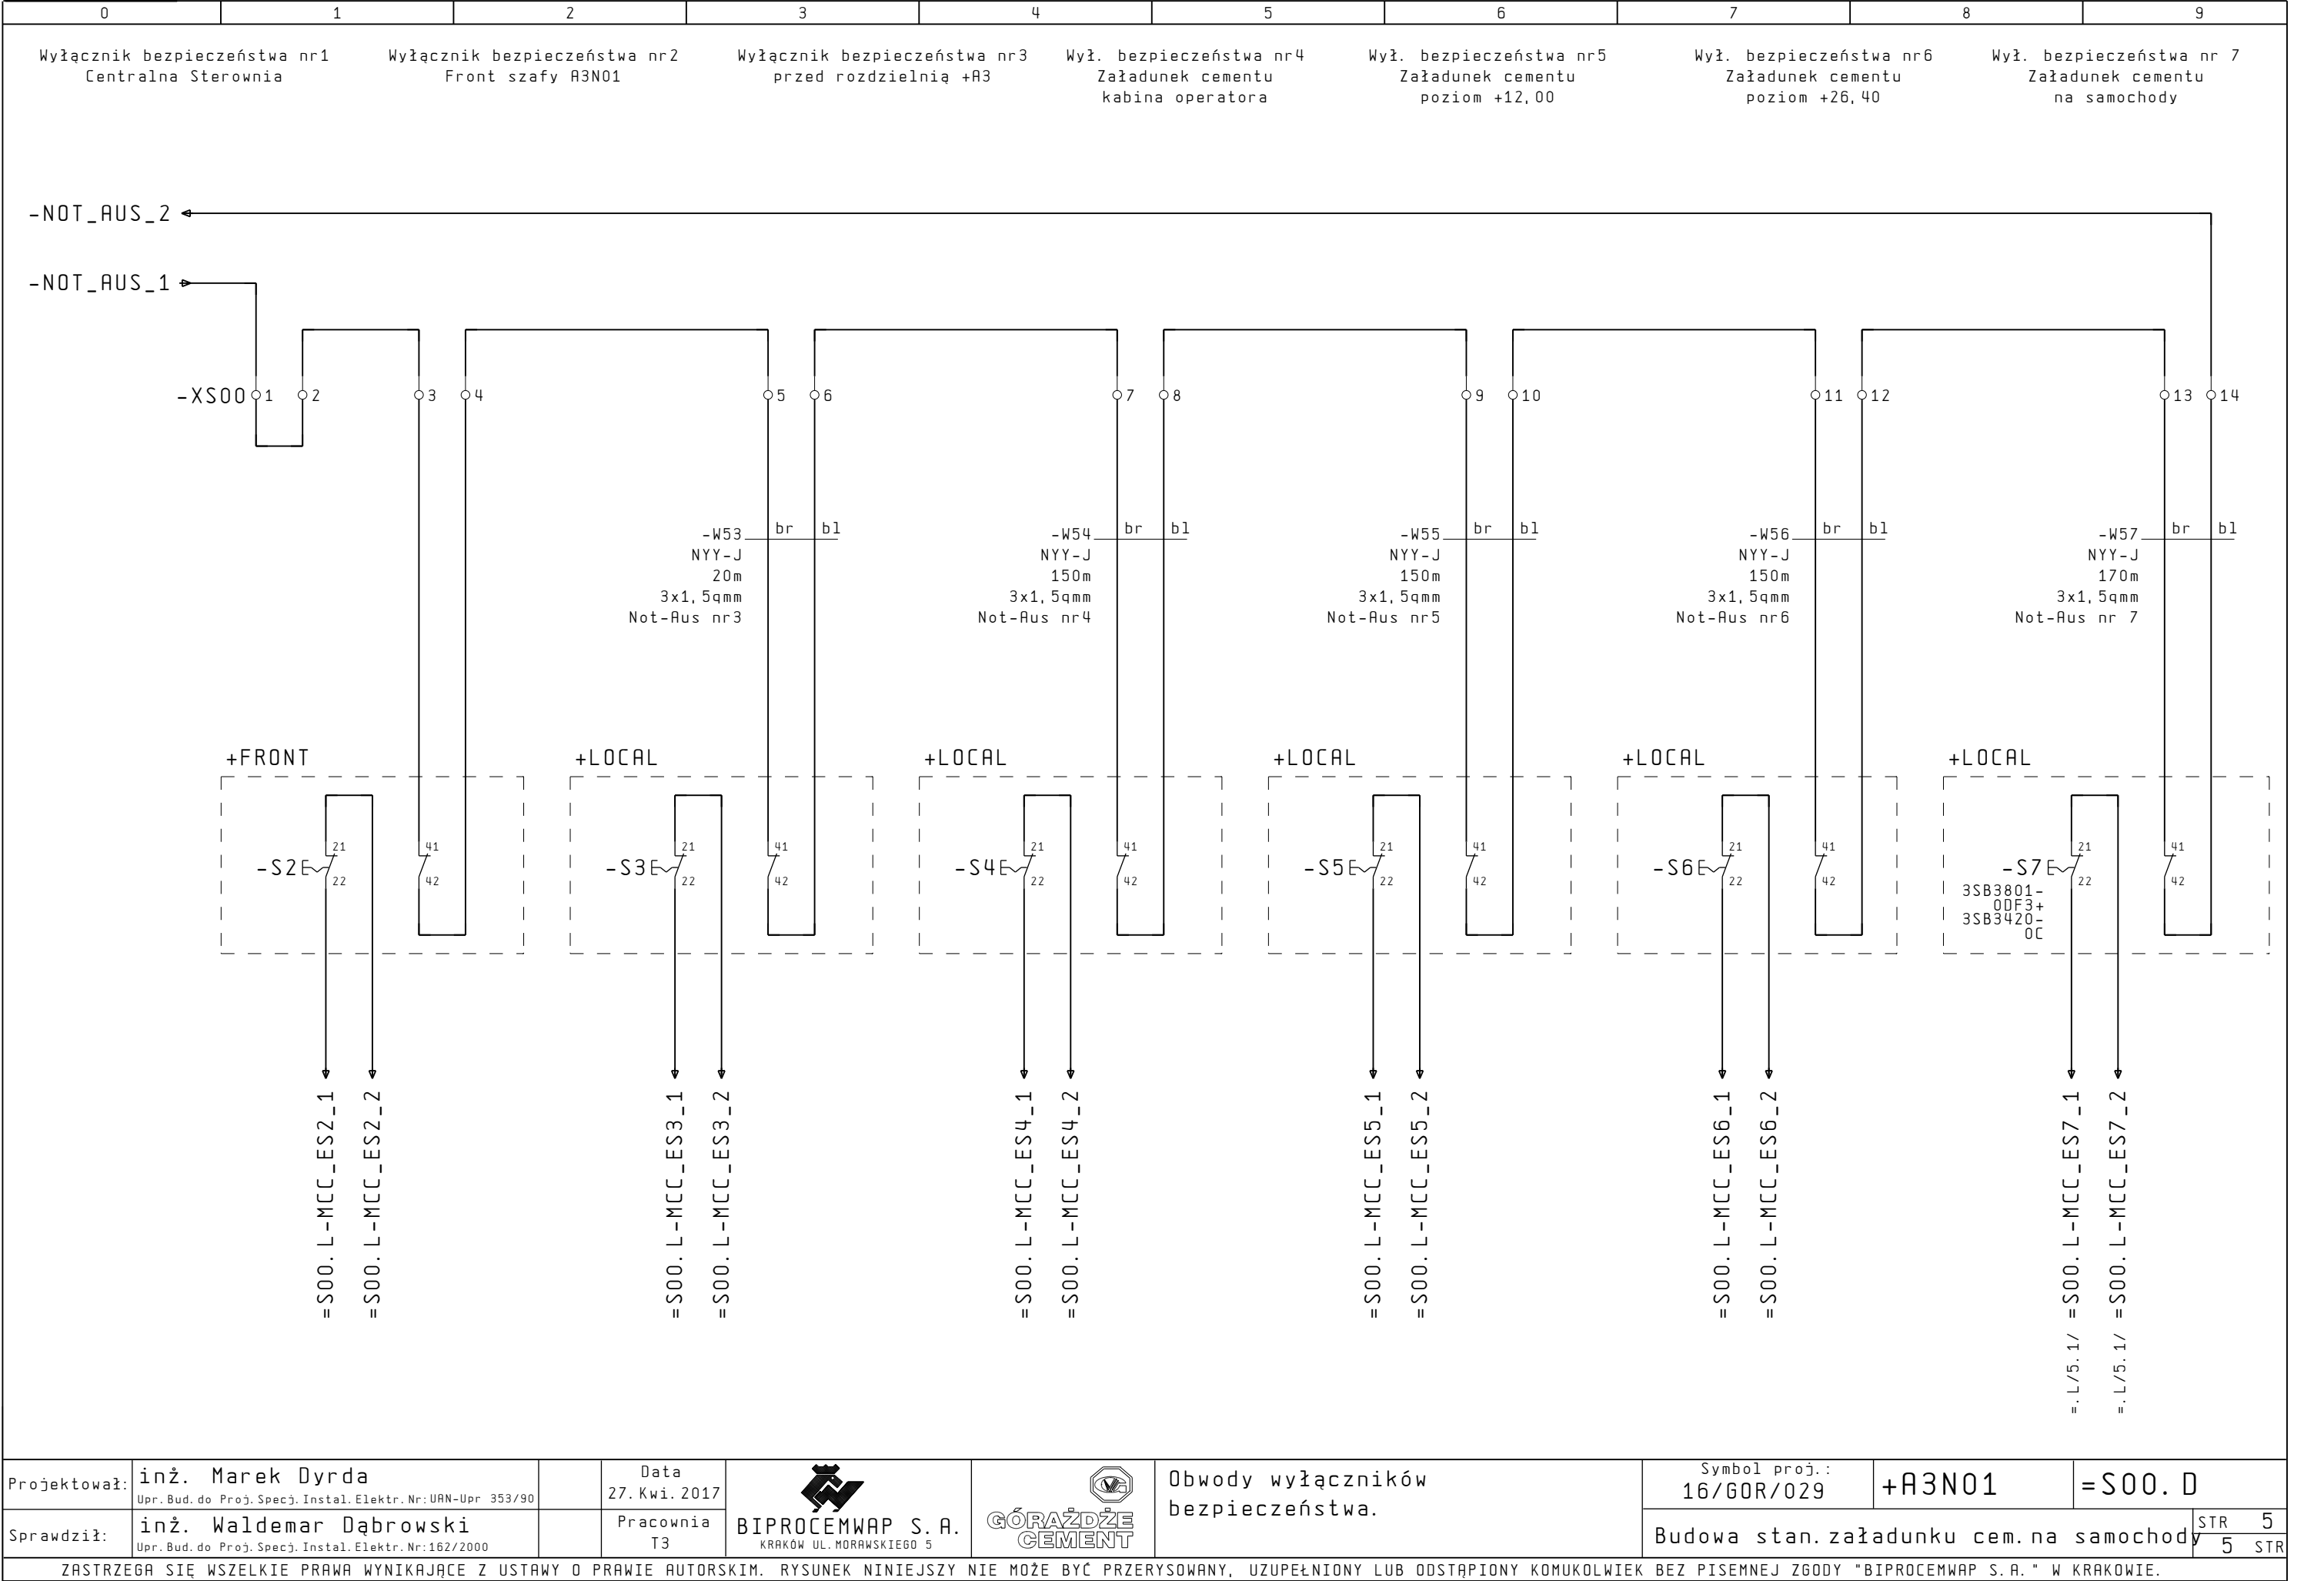 0 1 2 3 4 5 6 7 8 9
Wyłącznik bezpieczeństwa nr1
Centralna Sterownia
Wyłącznik bezpieczeństwa nr2
Front szafy A3N01
Wyłącznik bezpieczeństwa nr3
przed rozdzielnią +A3
Wył. bezpieczeństwa nr4
Załadunek cementu
kabina operatora
Wył. bezpieczeństwa nr5
Załadunek cementu
poziom +12,00
Wył. bezpieczeństwa nr6
Załadunek cementu
poziom +26,40
Wył. bezpieczeństwa nr 7
Załadunek cementu
na samochody
-NOT_AUS_2
-NOT_AUS_1
-XS00 1 2 3 4 5 6 7 8 9 10 11 12 13 14
-W53 br bl
NYY-J
20m
3x1,5qmm
Not-Aus nr3
-W54 br bl
NYY-J
150m
3x1,5qmm
Not-Aus nr4
-W55 br bl
NYY-J
150m
3x1,5qmm
Not-Aus nr5
-W56 br bl
NYY-J
150m
3x1,5qmm
Not-Aus nr6
-W57 br bl
NYY-J
170m
3x1,5qmm
Not-Aus nr 7
+FRONT
-S2 21 22 41 42
+LOCAL
-S3 21 22 41 42
+LOCAL
-S4 21 22 41 42
+LOCAL
-S5 21 22 41 42
+LOCAL
-S6 21 22 41 42
+LOCAL
-S7 21 22 41 42
3SB3801-
0DF3+
3SB3420-
0C
=S00.L-MCC_ES2_1
=S00.L-MCC_ES2_2
=S00.L-MCC_ES3_1
=S00.L-MCC_ES3_2
=S00.L-MCC_ES4_1
=S00.L-MCC_ES4_2
=S00.L-MCC_ES5_1
=S00.L-MCC_ES5_2
=S00.L-MCC_ES6_1
=S00.L-MCC_ES6_2
=.L/5.1/ =S00.L-MCC_ES7_1
=.L/5.1/ =S00.L-MCC_ES7_2
Projektował: inż. Marek Dyrda
Upr.Bud.do Proj.Specj.Instal.Elektr.Nr:UAN-Upr 353/90
Sprawdził: inż. Waldemar Dąbrowski
Upr.Bud.do Proj.Specj.Instal.Elektr.Nr:162/2000
Data
27.Kwi.2017
Pracownia
T3
BIPROCEMWAP S.A.
KRAKÓW UL.MORAWSKIEGO 5
GÓRAŻDŻE
CEMENT
Obwody wyłączników
bezpieczeństwa.
Symbol proj.:
16/GOR/029
+A3N01
=S00.D
Budowa stan.załadunku cem.na samochody
STR 5
5 STR
ZASTRZEGA SIĘ WSZELKIE PRAWA WYNIKAJĄCE Z USTAWY O PRAWIE AUTORSKIM. RYSUNEK NINIEJSZY NIE MOŻE BYĆ PRZERYSOWANY, UZUPEŁNIONY LUB ODSTĄPIONY KOMUKOLWIEK BEZ PISEMNEJ ZGODY "BIPROCEMWAP S.A." W KRAKOWIE.